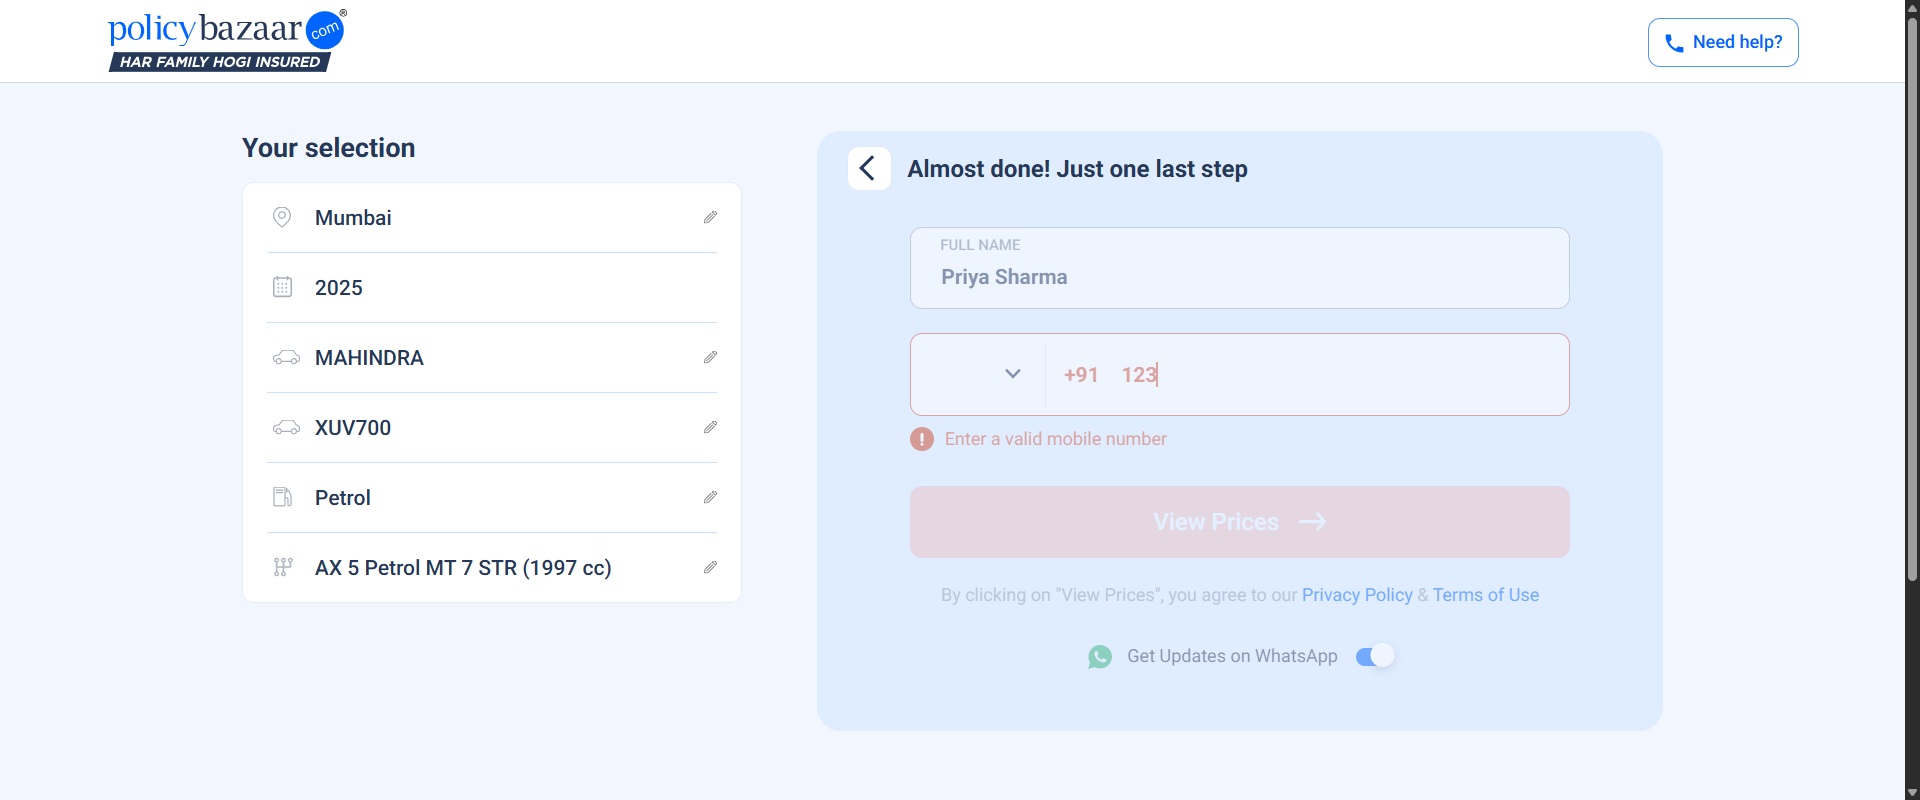 policybazaar.com®
HAR FAMILY HOGI INSURED
Need help?
Your selection
Mumbai
2025
MAHINDRA
XUV700
Petrol
AX 5 Petrol MT 7 STR (1997 cc)
Almost done! Just one last step
FULL NAME
Priya Sharma
+91 123
Enter a valid mobile number
View Prices
By clicking on "View Prices", you agree to our Privacy Policy & Terms of Use
Get Updates on WhatsApp